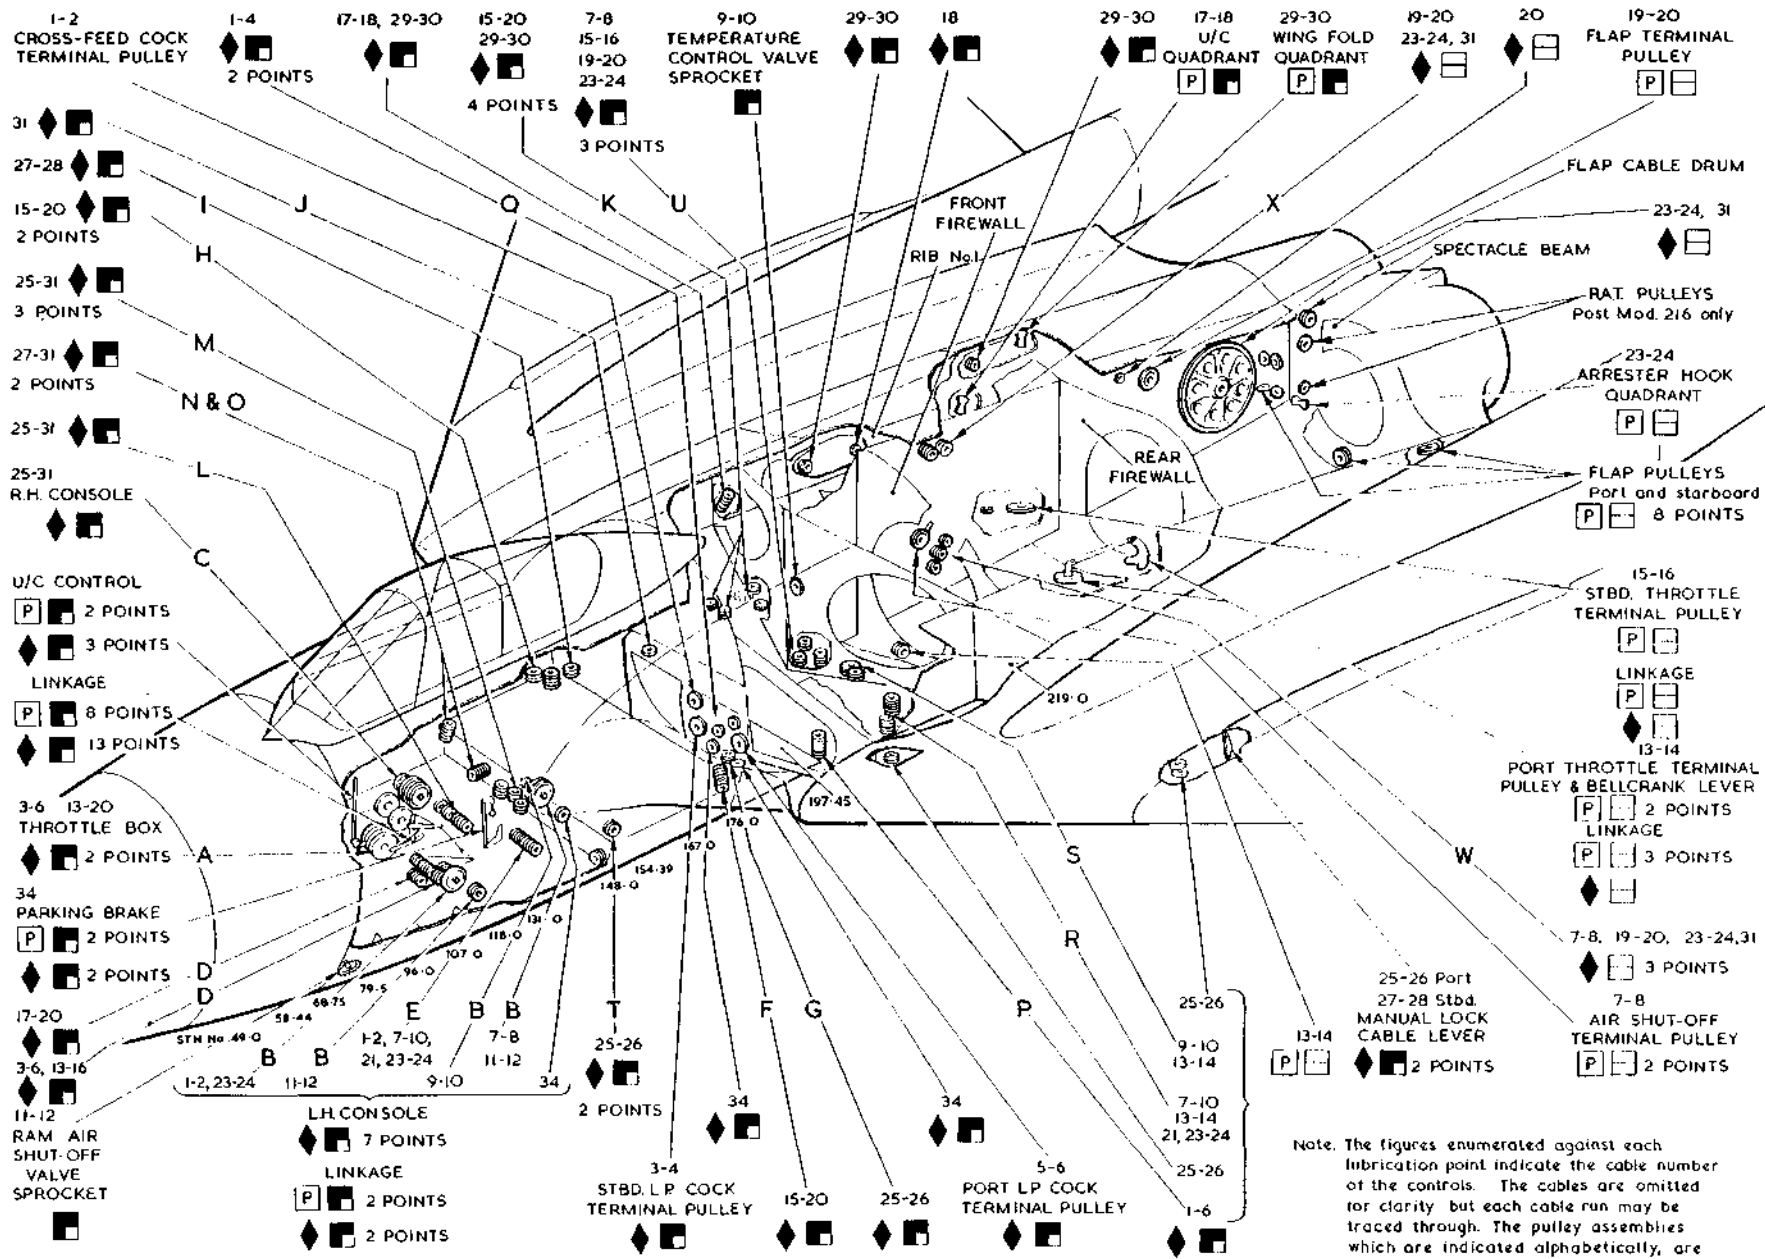 1-2
CROSS-FEED COCK
TERMINAL PULLEY
1-4
2 POINTS
17-18, 29-30
15-20
29-30
4 POINTS
7-8
15-16
19-20
23-24
3 POINTS
9-10
TEMPERATURE
CONTROL VALVE
SPROCKET
29-30
18
29-30
17-18
U/C
QUADRANT
P
29-30
WING FOLD
QUADRANT
P
19-20
23-24, 31
20
19-20
FLAP TERMINAL
PULLEY
P
31
27-28
15-20
2 POINTS
25-31
3 POINTS
27-31
2 POINTS
25-31
25-31
R.H. CONSOLE
U/C CONTROL
P 2 POINTS
3 POINTS
LINKAGE
P 8 POINTS
13 POINTS
3-6 13-20
THROTTLE BOX
2 POINTS
34
PARKING BRAKE
P 2 POINTS
2 POINTS
17-20
3-6, 13-16
11-12
RAM AIR
SHUT-OFF
VALVE
SPROCKET
I
J
Q
K
U
H
M
N & O
L
C
A
D
D
X
FRONT
FIREWALL
RIB No.1
REAR
FIREWALL
FLAP CABLE DRUM
23-24, 31
SPECTACLE BEAM
RAT. PULLEYS
Post Mod. 216 only
23-24
ARRESTER HOOK
QUADRANT
P
FLAP PULLEYS
Port and starboard
P 8 POINTS
15-16
STBD. THROTTLE
TERMINAL PULLEY
P
LINKAGE
P
13-14
PORT THROTTLE TERMINAL
PULLEY & BELLCRANK LEVER
P 2 POINTS
LINKAGE
P 3 POINTS
7-8, 19-20, 23-24,31
3 POINTS
7-8
AIR SHUT-OFF
TERMINAL PULLEY
P 2 POINTS
25-26 Port
27-28 Stbd.
MANUAL LOCK
CABLE LEVER
2 POINTS
13-14
P
W
S
R
P
G
F
T
B
B
E
B
B
STN No. 49·0
58·44
68·75
79·5
96·0
107·0
118·0
131·0
148·0
154·39
167·0
176·0
197·45
219·0
1-2, 23-24
11-12
1-2, 7-10,
21, 23-24
9-10
7-8
11-12
34
L.H. CONSOLE
7 POINTS
LINKAGE
P 2 POINTS
2 POINTS
25-26
2 POINTS
3-4
STBD. L.P. COCK
TERMINAL PULLEY
34
15-20
25-26
34
5-6
PORT L.P. COCK
TERMINAL PULLEY
25-26
9-10
13-14
7-10
13-14
21, 23-24
25-26
1-6
Note. The figures enumerated against each
lubrication point indicate the cable number
of the controls. The cables are omitted
for clarity but each cable run may be
traced through. The pulley assemblies
which are indicated alphabetically, are